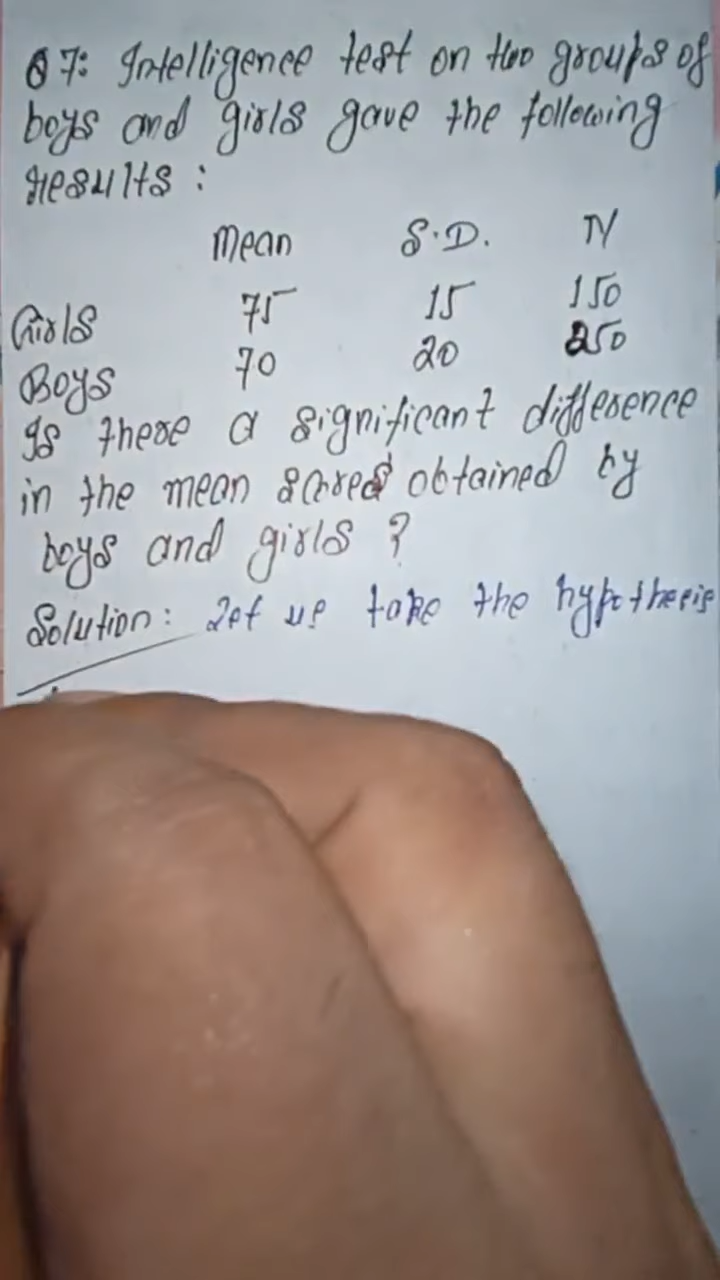 Q7: Intelligence test on two groups of
boys and girls gave the following
results :
Mean S.D. N
Girls 75 15 150
Boys 70 20 250
Is there a significant difference
in the mean scores obtained by
boys and girls ?
Solution : Let us take the hypothesis